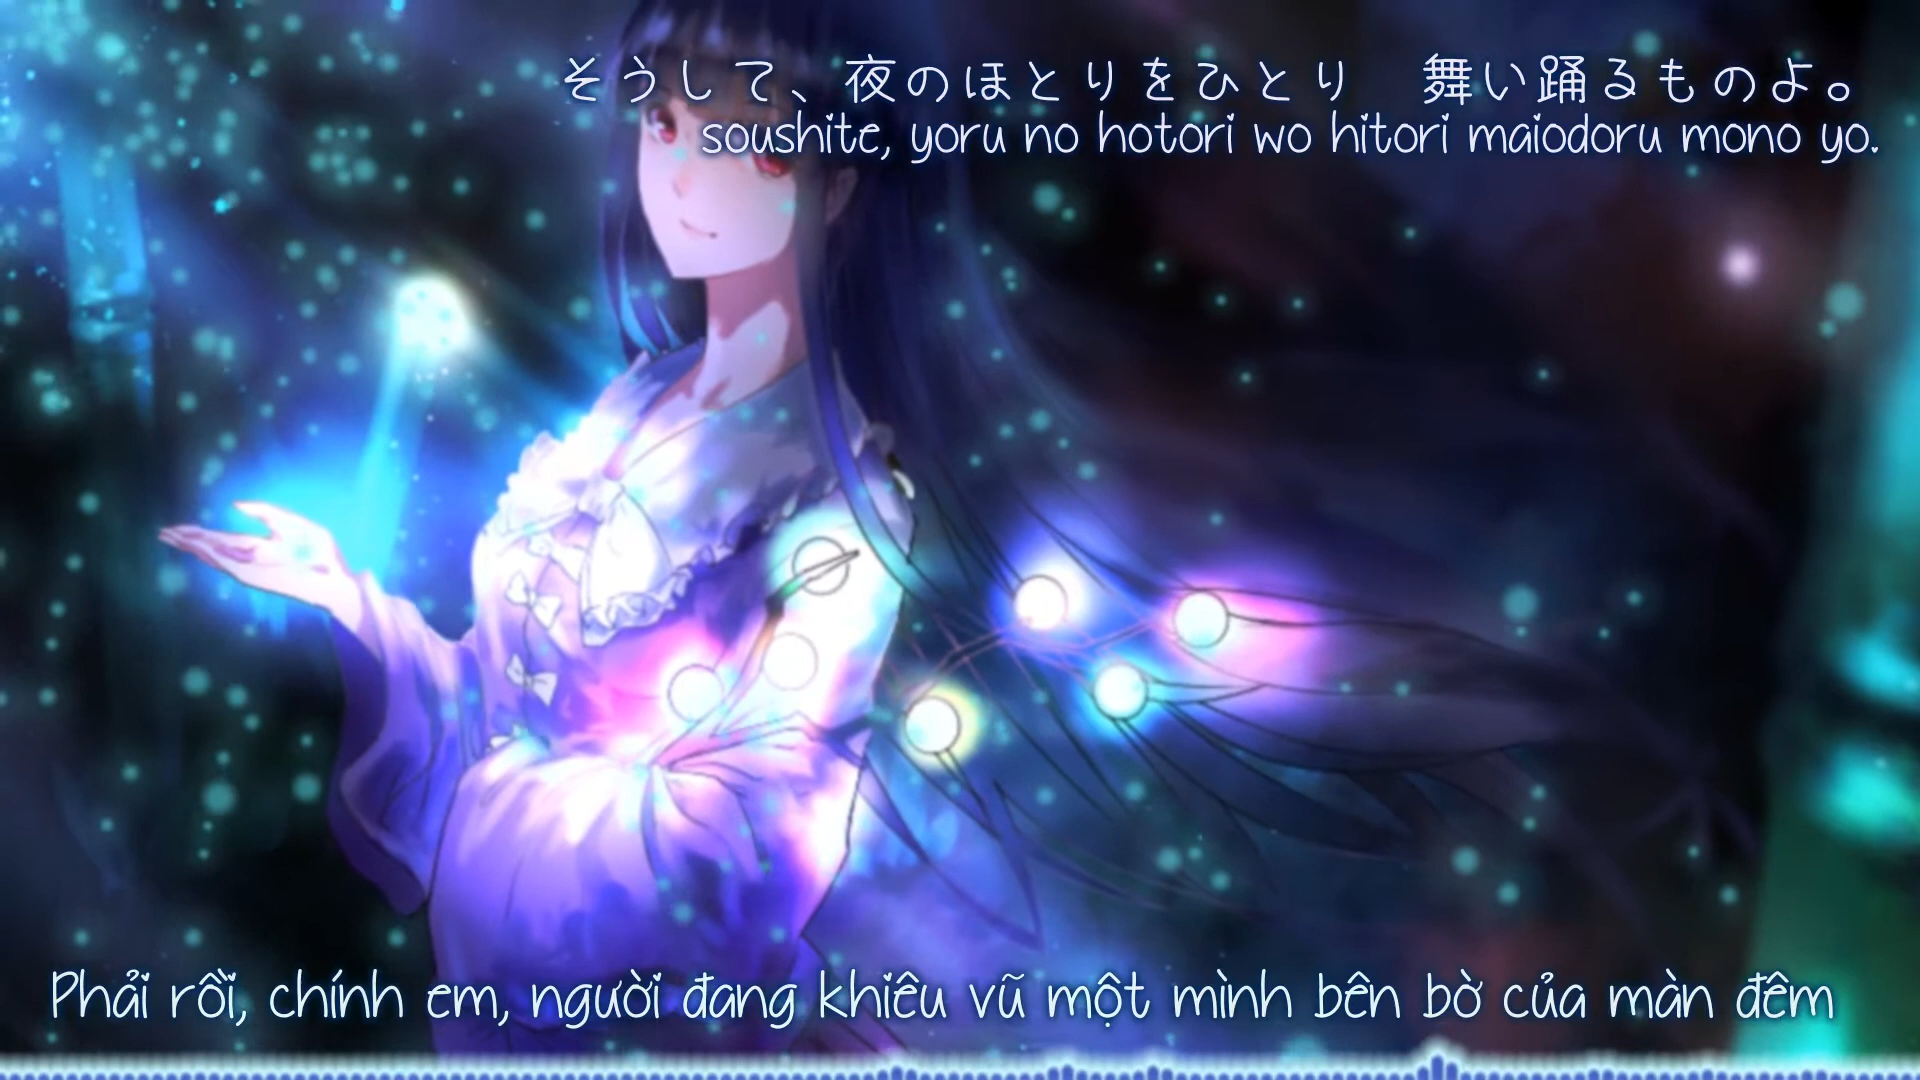 そうして、夜のほとりをひとり　舞い踊るものよ。
soushite, yoru no hotori wo hitori maiodoru mono yo.
Phải rồi, chính em, người đang khiêu vũ một mình bên bờ của màn đêm